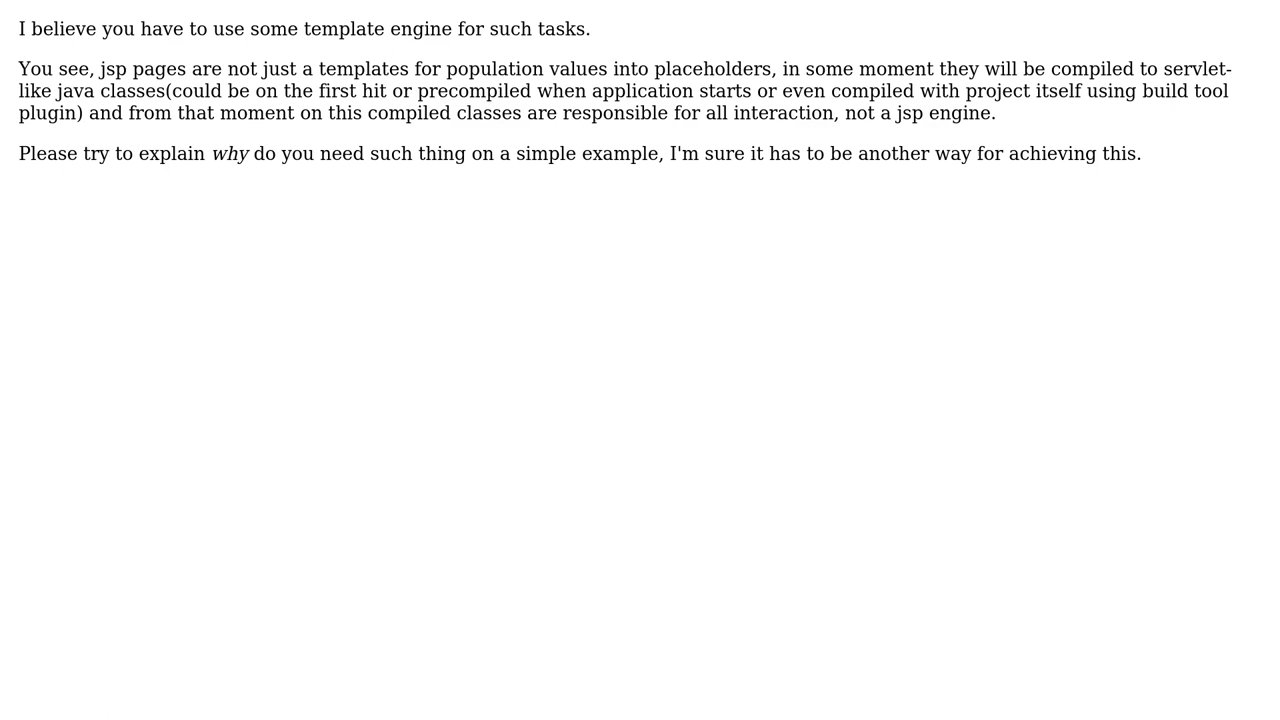 I believe you have to use some template engine for such tasks.
You see, jsp pages are not just a templates for population values into placeholders, in some moment they will be compiled to servlet-
like java classes(could be on the first hit or precompiled when application starts or even compiled with project itself using build tool
plugin) and from that moment on this compiled classes are responsible for all interaction, not a jsp engine.
Please try to explain why do you need such thing on a simple example, I'm sure it has to be another way for achieving this.